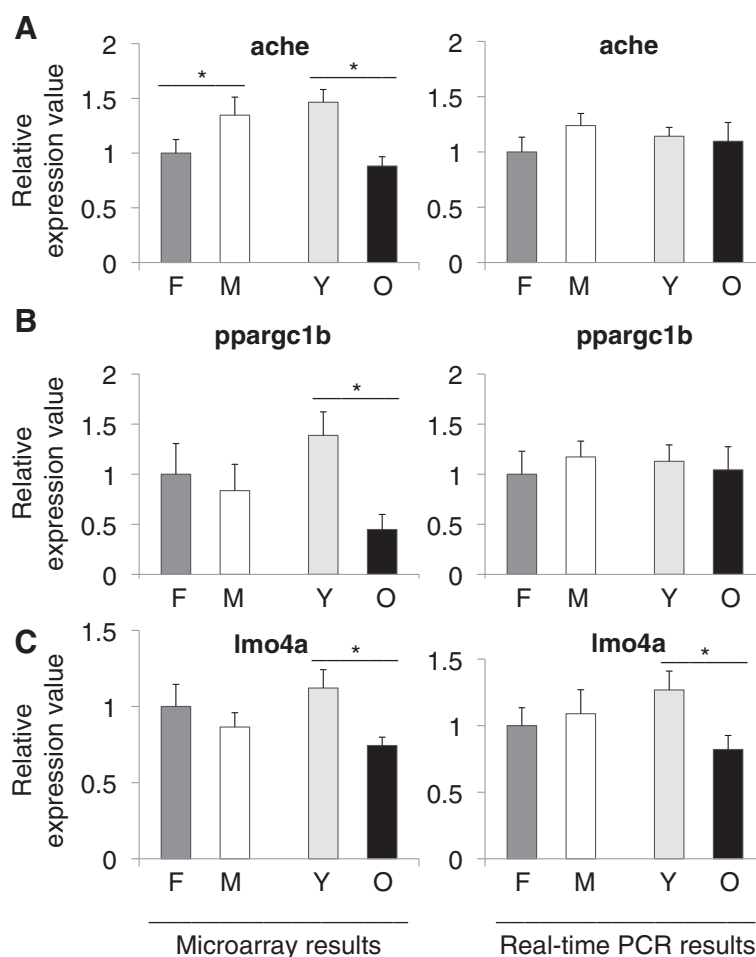 A
ache
ache
Relative
expression value
2
1.5
1
0.5
0
*
*
F M Y O
2
1.5
1
0.5
0
F M Y O
B
ppargc1b
ppargc1b
Relative
expression value
2
1.5
1
0.5
0
*
F M Y O
2
1.5
1
0.5
0
F M Y O
C
lmo4a
lmo4a
Relative
expression value
1.5
1
0.5
0
*
F M Y O
1.5
1
0.5
0
*
F M Y O
Microarray results
Real-time PCR results